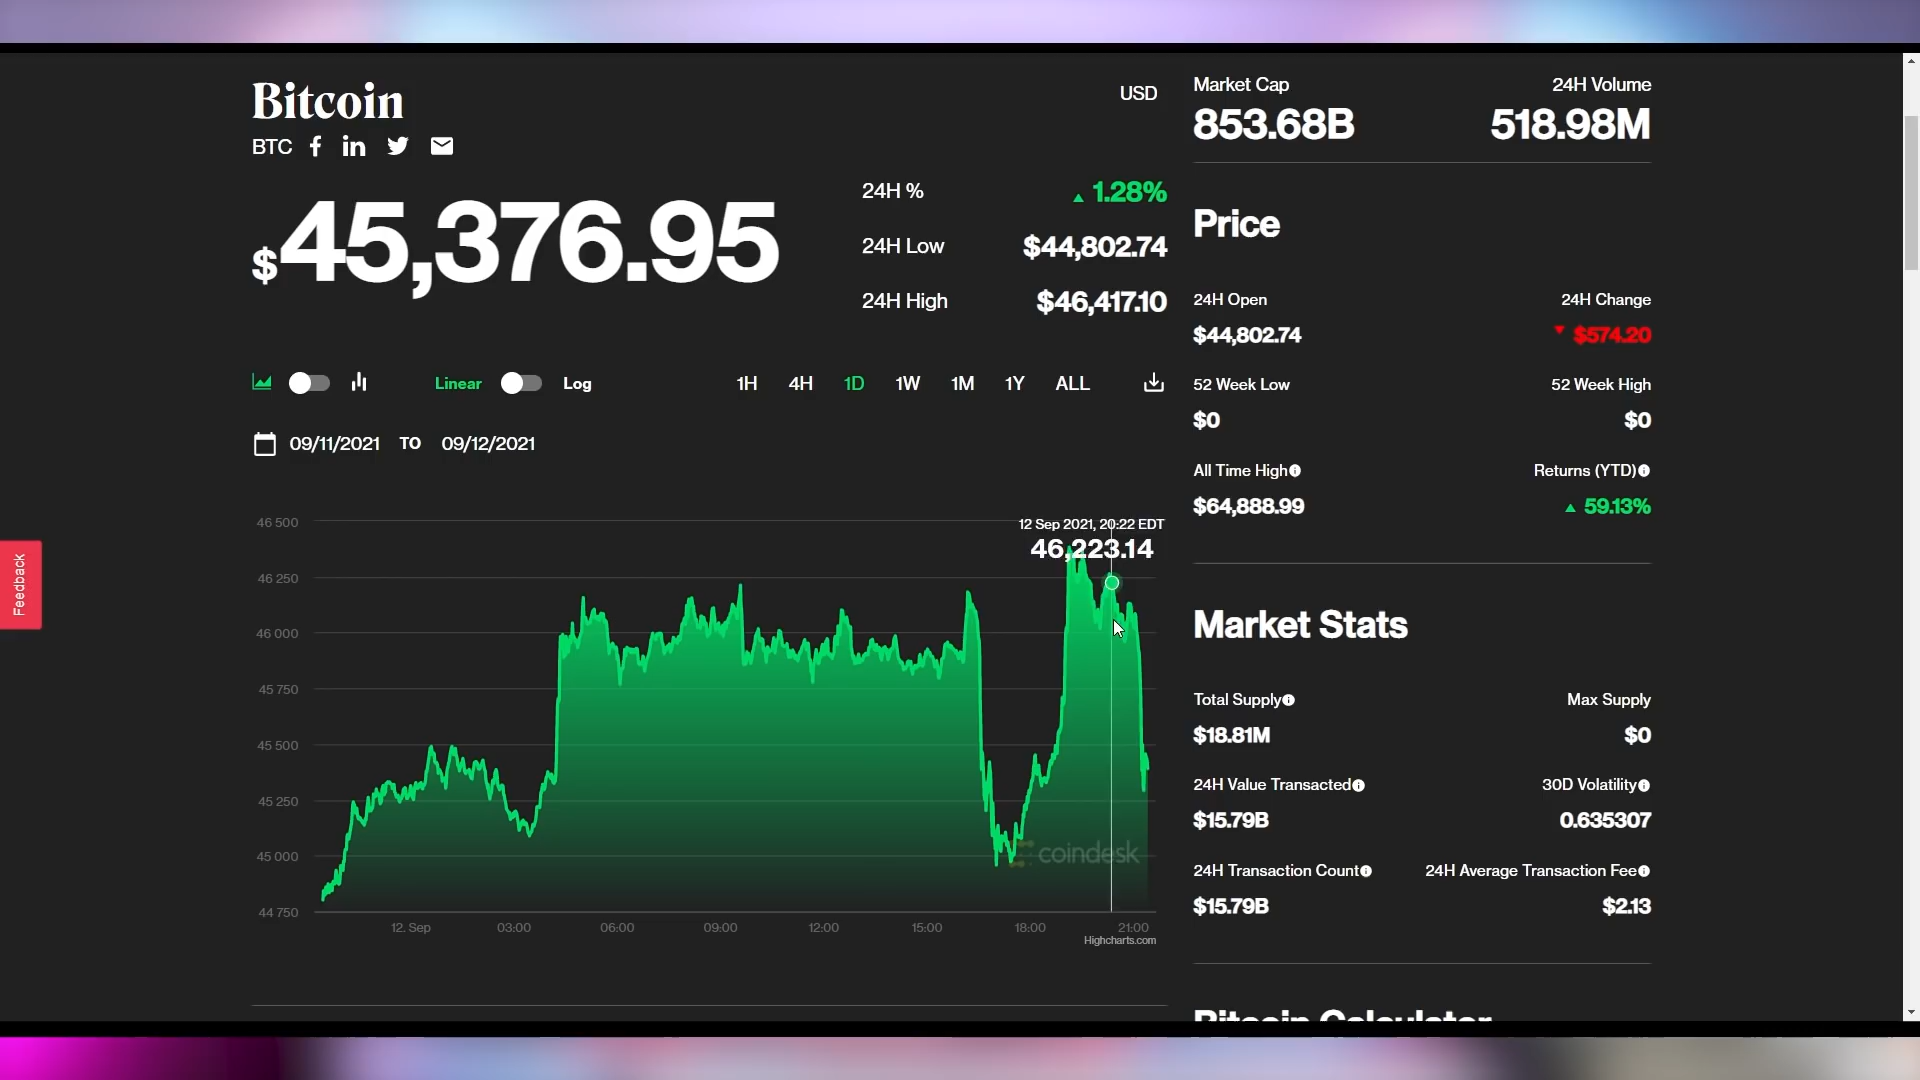 Bitcoin
USD
BTC
$45,376.95
24H %
1.28%
24H Low
$44,802.74
24H High
$46,417.10
Linear
Log
1H
4H
1D
1W
1M
1Y
ALL
09/11/2021 TO 09/12/2021
12 Sep 2021, 20:22 EDT
46,223.14
46 500
46 250
46 000
45 750
45 500
45 250
45 000
44 750
coindesk
12. Sep
03:00
06:00
09:00
12:00
15:00
18:00
21:00
Highcharts.com
Feedback
Market Cap
24H Volume
853.68B
518.98M
Price
24H Open
24H Change
$44,802.74
$574.20
52 Week Low
52 Week High
$0
$0
All Time High
Returns (YTD)
$64,888.99
59.13%
Market Stats
Total Supply
Max Supply
$18.81M
$0
24H Value Transacted
30D Volatility
$15.79B
0.635307
24H Transaction Count
24H Average Transaction Fee
$15.79B
$2.13
Bitcoin Calculator